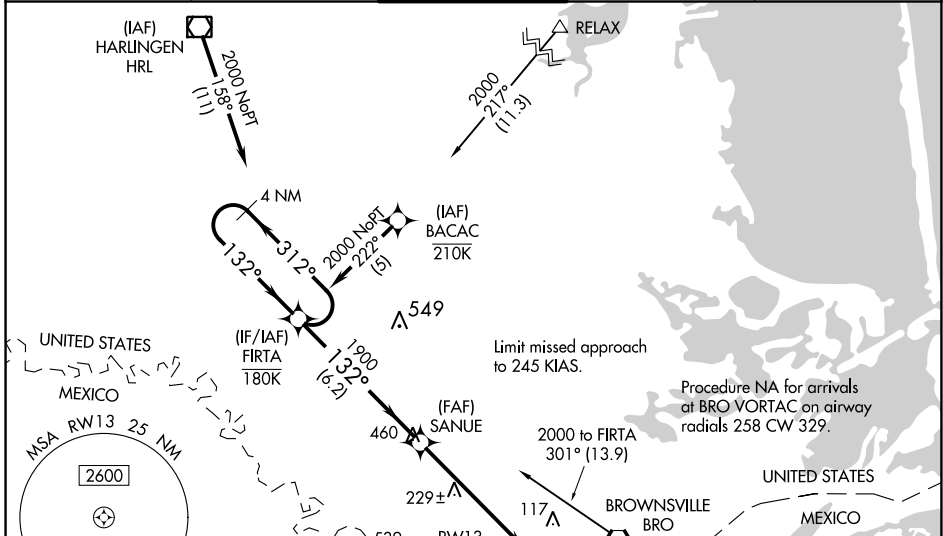 (IAF)
HARLINGEN
HRL
2000 NoPT
158°
(11)
RELAX
2000
217°
(11.3)
4 NM
312°
132°
2000 NoPT
222°
(5)
(IAF)
BACAC
210K
549
(IF/IAF)
FIRTA
180K
1900
132°
(6.2)
Limit missed approach
to 245 KIAS.
UNITED STATES
MEXICO
Procedure NA for arrivals
at BRO VORTAC on airway
radials 258 CW 329.
(FAF)
SANUE
460
MSA RW13 25 NM
2600
2000 to FIRTA
301° (13.9)
229±
117
BROWNSVILLE
BRO
UNITED STATES
MEXICO
RW13